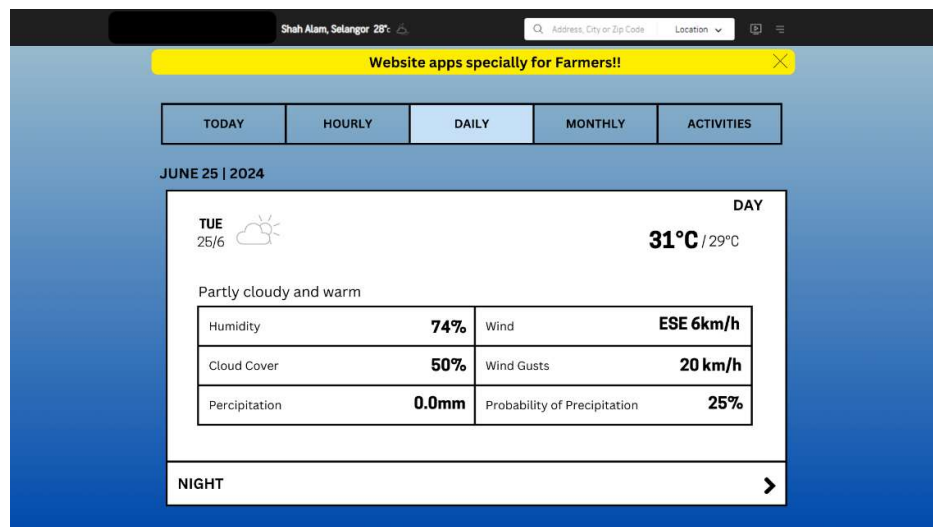 Shah Alam, Selangor 28°c
Address, City or Zip Code Location
Website apps specially for Farmers!!
TODAY HOURLY DAILY MONTHLY ACTIVITIES
JUNE 25 | 2024
DAY
TUE
25/6
31°C / 29°C
Partly cloudy and warm
Humidity 74% Wind ESE 6km/h
Cloud Cover 50% Wind Gusts 20 km/h
Percipitation 0.0mm Probability of Precipitation 25%
NIGHT